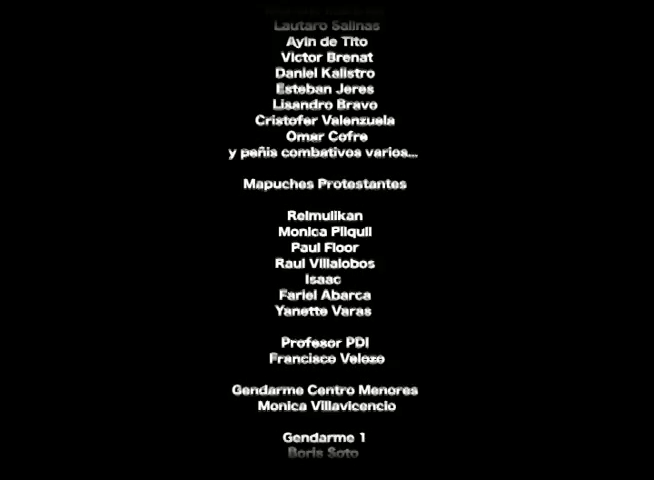 Lautaro Salinas
Ayin de Tito
Victor Brenat
Daniel Kalistro
Esteban Jeres
Lisandro Bravo
Cristofer Valenzuela
Omar Cofre
y peñis combativos varios...
Mapuches Protestantes
Relmulikan
Monica Pliquil
Paul Floor
Raul Villalobos
Isaac
Fariel Abarca
Yanette Varas
Profesor PDI
Francisco Velozo
Gendarme Centro Menores
Monica Villavicencio
Gendarme 1
Boris Soto